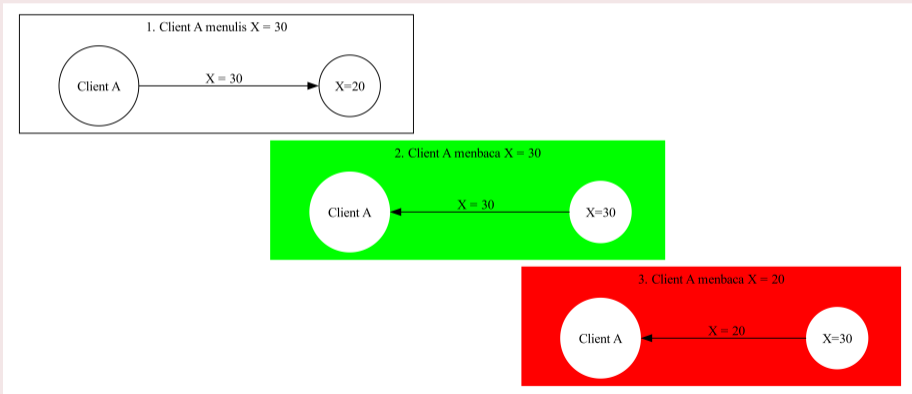 1. Client A menulis X = 30
Client A
X = 30
X=20
2. Client A menbaca X = 30
Client A
X = 30
X=30
3. Client A menbaca X = 20
Client A
X = 20
X=30